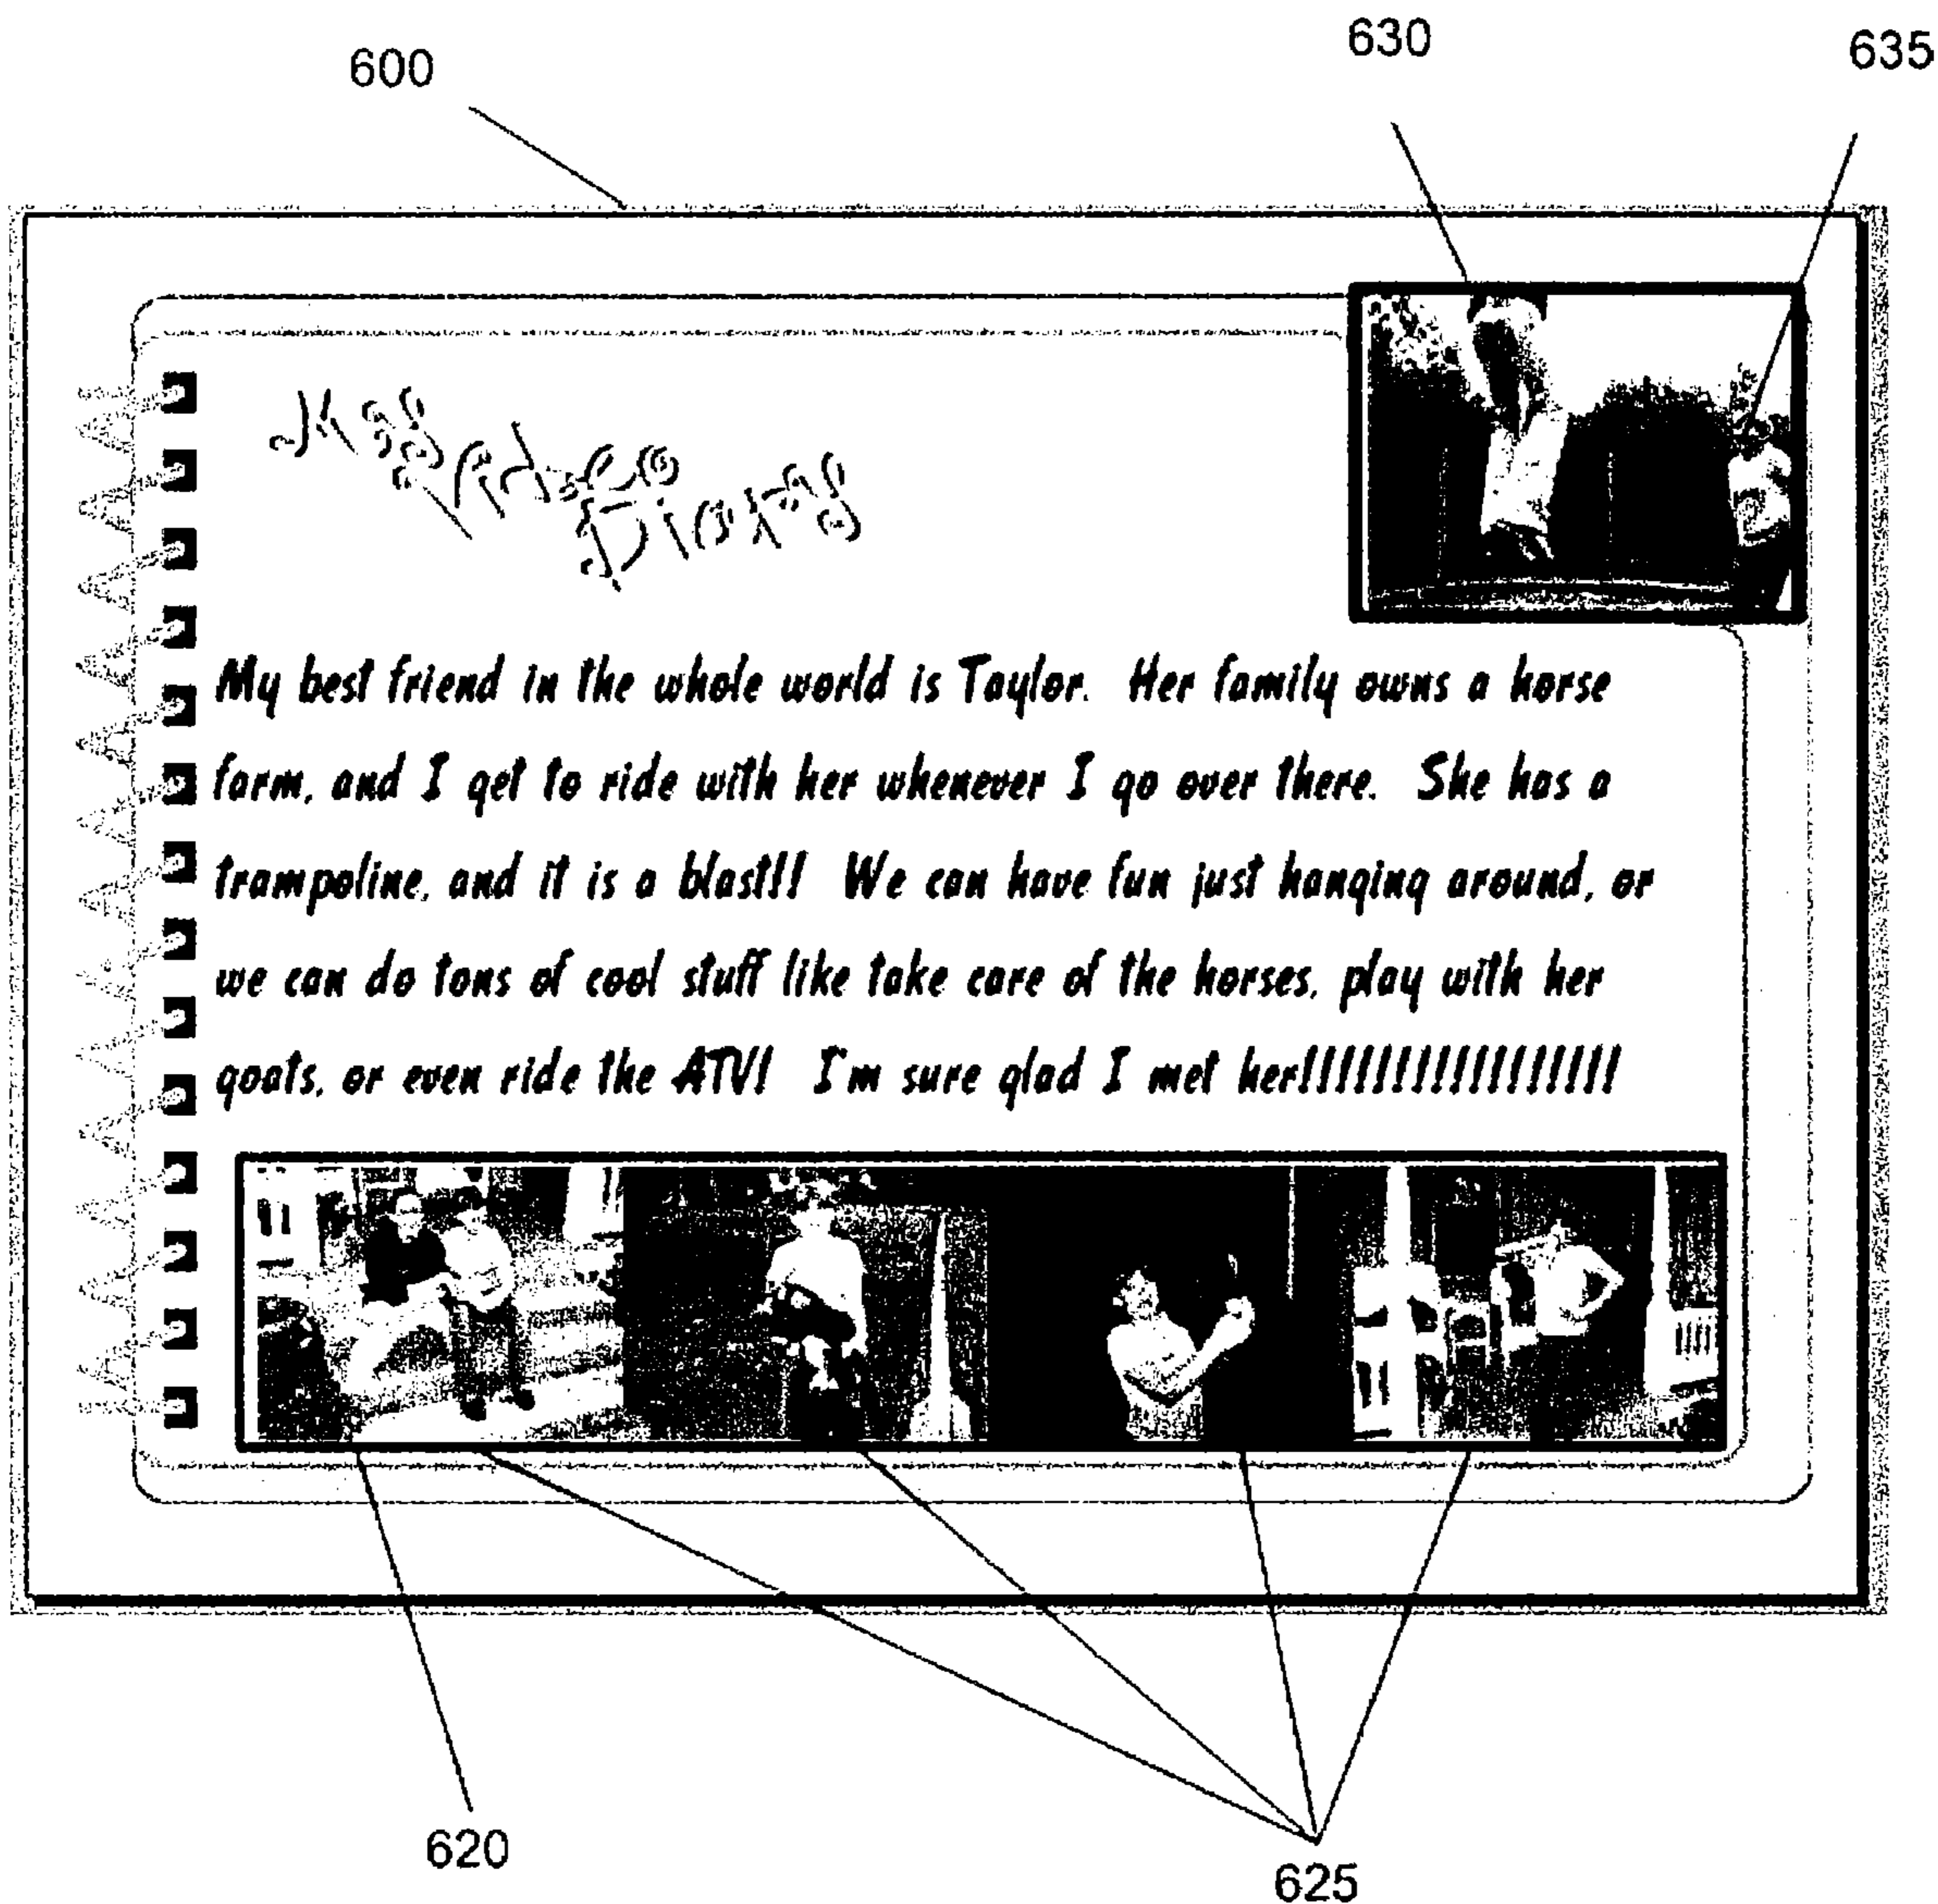 600
630
635
My Video
Diary
My best friend in the whole world is Taylor. Her family owns a horse
farm, and I get to ride with her whenever I go over there. She has a
trampoline, and it is a blast!! We can have fun just hanging around, or
we can do tons of cool stuff like take care of the horses, play with her
goats, or even ride the ATV! I'm sure glad I met her!!!!!!!!!!!!!!!!!!
620
625